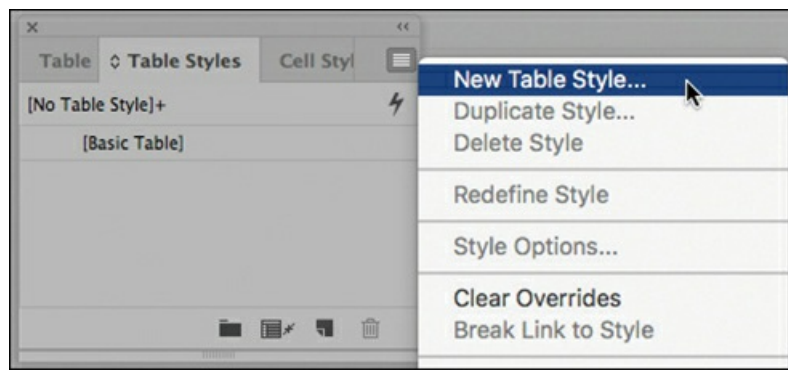 Table
Table Styles
Cell Styl
[No Table Style]+
[Basic Table]
New Table Style...
Duplicate Style...
Delete Style
Redefine Style
Style Options...
Clear Overrides
Break Link to Style